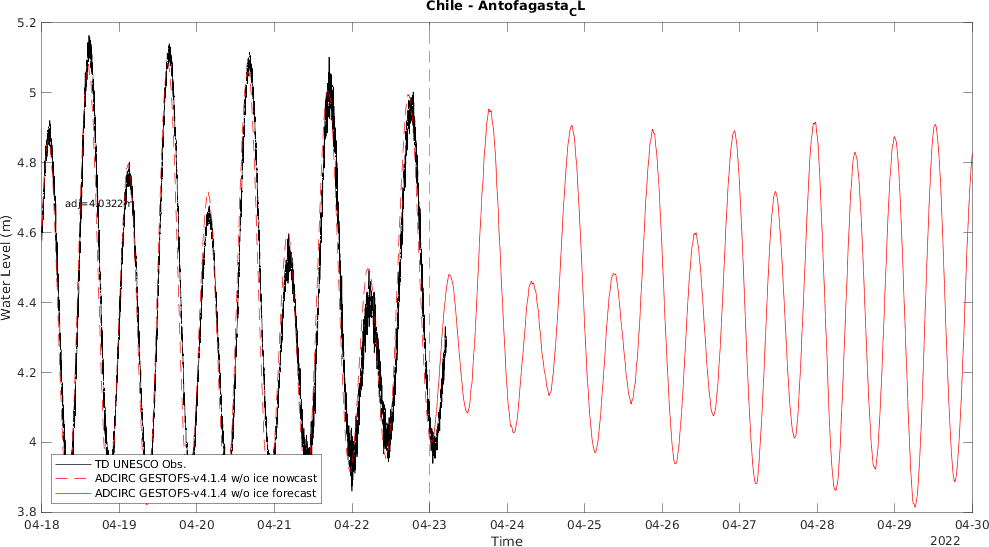 Chile - Antofagasta_CL
5.2
5
4.8
4.6
4.4
4.2
4
3.8
Water Level (m)
adj=4.0322m
TD UNESCO Obs.
ADCIRC GESTOFS-v4.1.4 w/o ice nowcast
ADCIRC GESTOFS-v4.1.4 w/o ice forecast
04-18 04-19 04-20 04-21 04-22 04-23 04-24 04-25 04-26 04-27 04-28 04-29 04-30
Time
2022